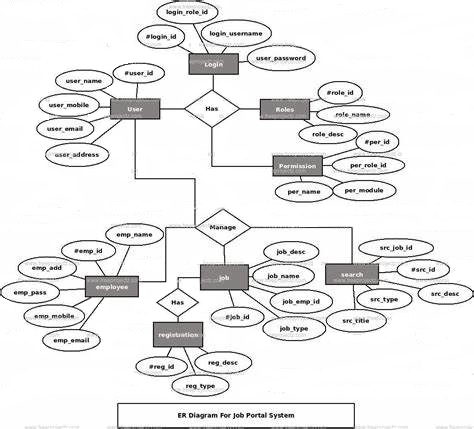 login_role_id
login_username
#login_id
user_password
Login
user_name
#user_id
#role_id
user_mobile
User
Has
Roles
role_name
user_email
role_desc
#per_id
user_address
Permission
per_role_id
per_name
per_module
emp_name
Manage
#emp_id
job_desc
src_job_id
emp_add
job_name
search
#src_id
emp_pass
employee
job
src_desc
Has
job_emp_id
src_type
emp_mobile
#job_id
src_title
emp_email
registration
job_type
#reg_id
reg_desc
reg_type
ER Diagram For Job Portal System